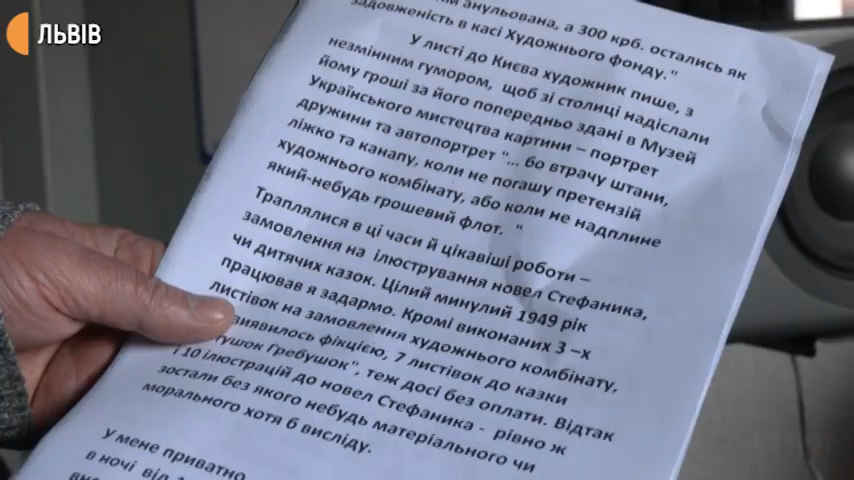 ЛЬВІВ
анульована, а 300 крб. остались як
задовженість в касі Художнього фонду."
У листі до Києва художник пише, з
незмінним гумором, щоб зі столиці надіслали
йому гроші за його попередньо здані в Музей
Українського мистецтва картини – портрет
дружини та автопортрет "... бо втрачу штани,
ліжко та канапу, коли не погашу претензій
художнього комбінату, або коли не надплине
який-небудь грошевий флот. "
Траплялися в ці часи й цікавіші роботи –
замовлення на ілюстрування новел Стефаника,
чи дитячих казок. Цілий минулий 1949 рік
працював я задармо. Кромі виконаних 3 –х
листівок на замовлення художнього комбінату,
виявилось фікцією, 7 листівок до казки
тушок Гребушок , теж досі без оплати. Відтак
і 10 ілюстрацій до новел Стефаника - рівно ж
зостали без якого небудь матеріального чи
морального хотя б висліду.
У мене приватно
в ночі від